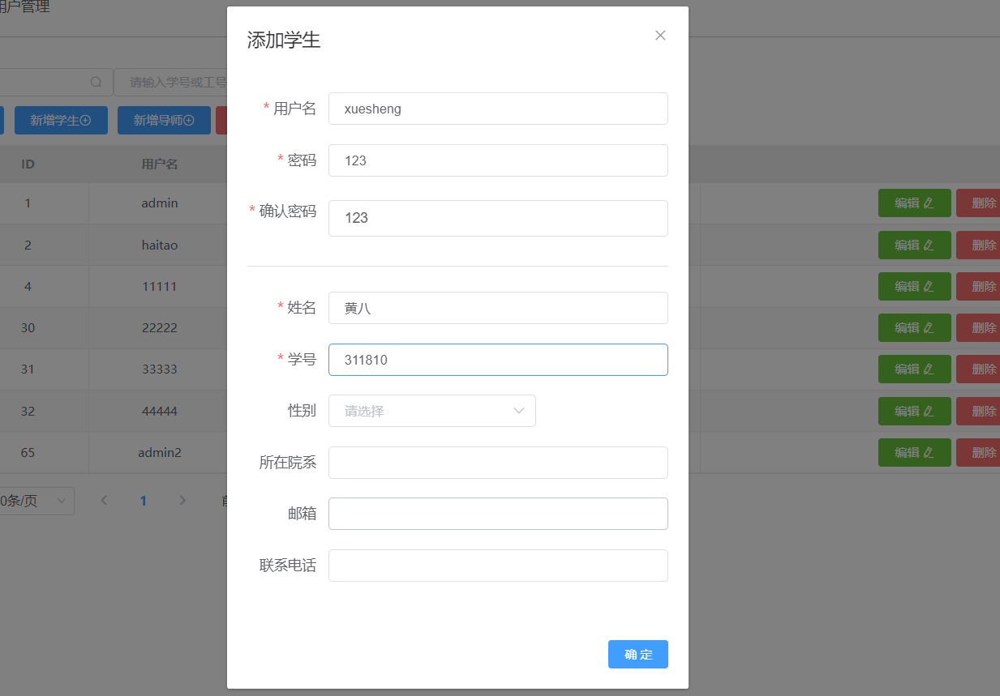 用户管理
添加学生
请输入学号或工号
* 用户名 xuesheng
新增学生 新增导师
* 密码 123
ID 用户名
* 确认密码 123
1 admin 编辑 删除
2 haitao 编辑 删除
4 11111 编辑 删除
* 姓名 黄八
30 22222 编辑 删除
* 学号 311810
31 33333 编辑 删除
性别 请选择
32 44444 编辑 删除
65 admin2 编辑 删除
所在院系
0条/页 1
邮箱
联系电话
确 定